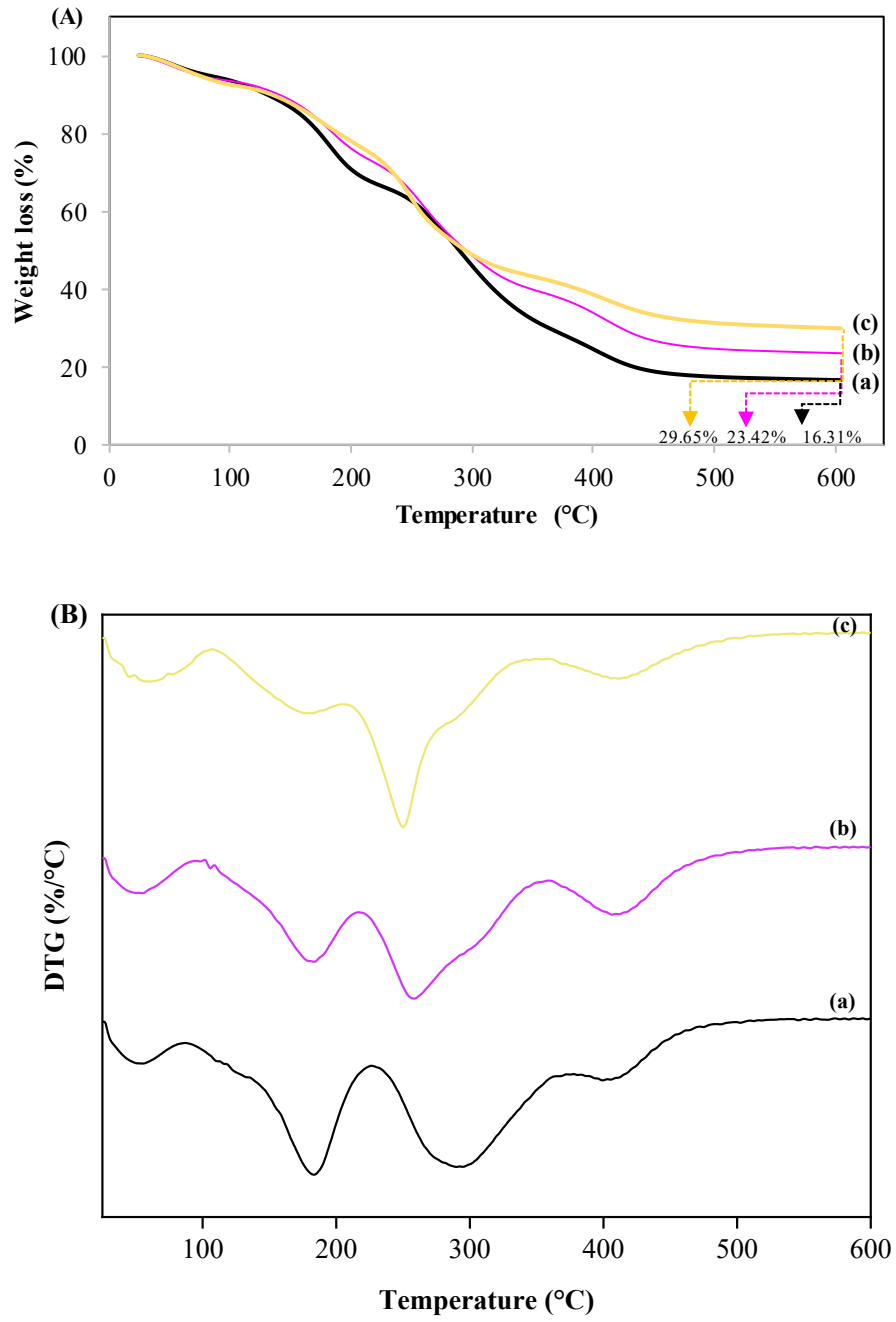 (A)
100
80
60
40
20
0
Weight loss (%)
(c)
(b)
(a)
29.65% 23.42% 16.31%
0 100 200 300 400 500 600
Temperature (°C)
(B)
(c)
(b)
(a)
DTG (%/°C)
100 200 300 400 500 600
Temperature (°C)